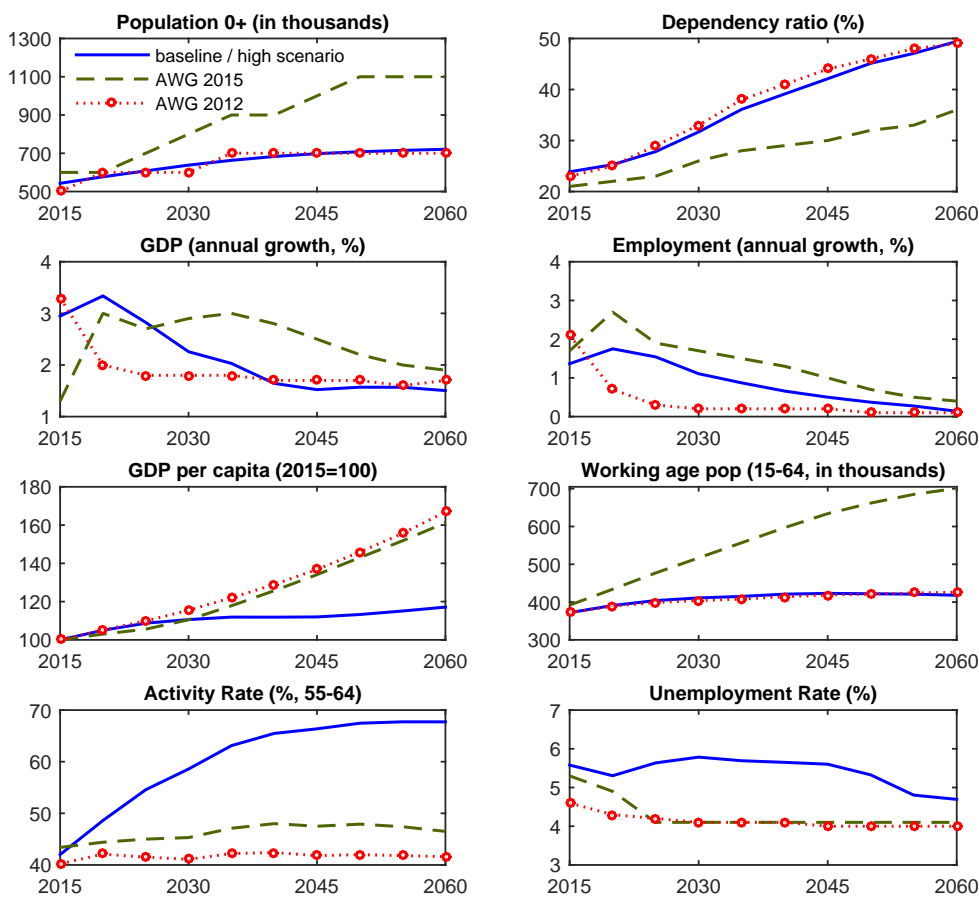 Population 0+ (in thousands)
1300
1100
900
700
500
2015 2030 2045 2060
baseline / high scenario
AWG 2015
AWG 2012
Dependency ratio (%)
50
40
30
20
2015 2030 2045 2060
GDP (annual growth, %)
4
3
2
1
2015 2030 2045 2060
Employment (annual growth, %)
4
3
2
1
0
2015 2030 2045 2060
GDP per capita (2015=100)
180
160
140
120
100
2015 2030 2045 2060
Working age pop (15-64, in thousands)
700
600
500
400
300
2015 2030 2045 2060
Activity Rate (%, 55-64)
70
60
50
40
2015 2030 2045 2060
Unemployment Rate (%)
7
6
5
4
3
2015 2030 2045 2060